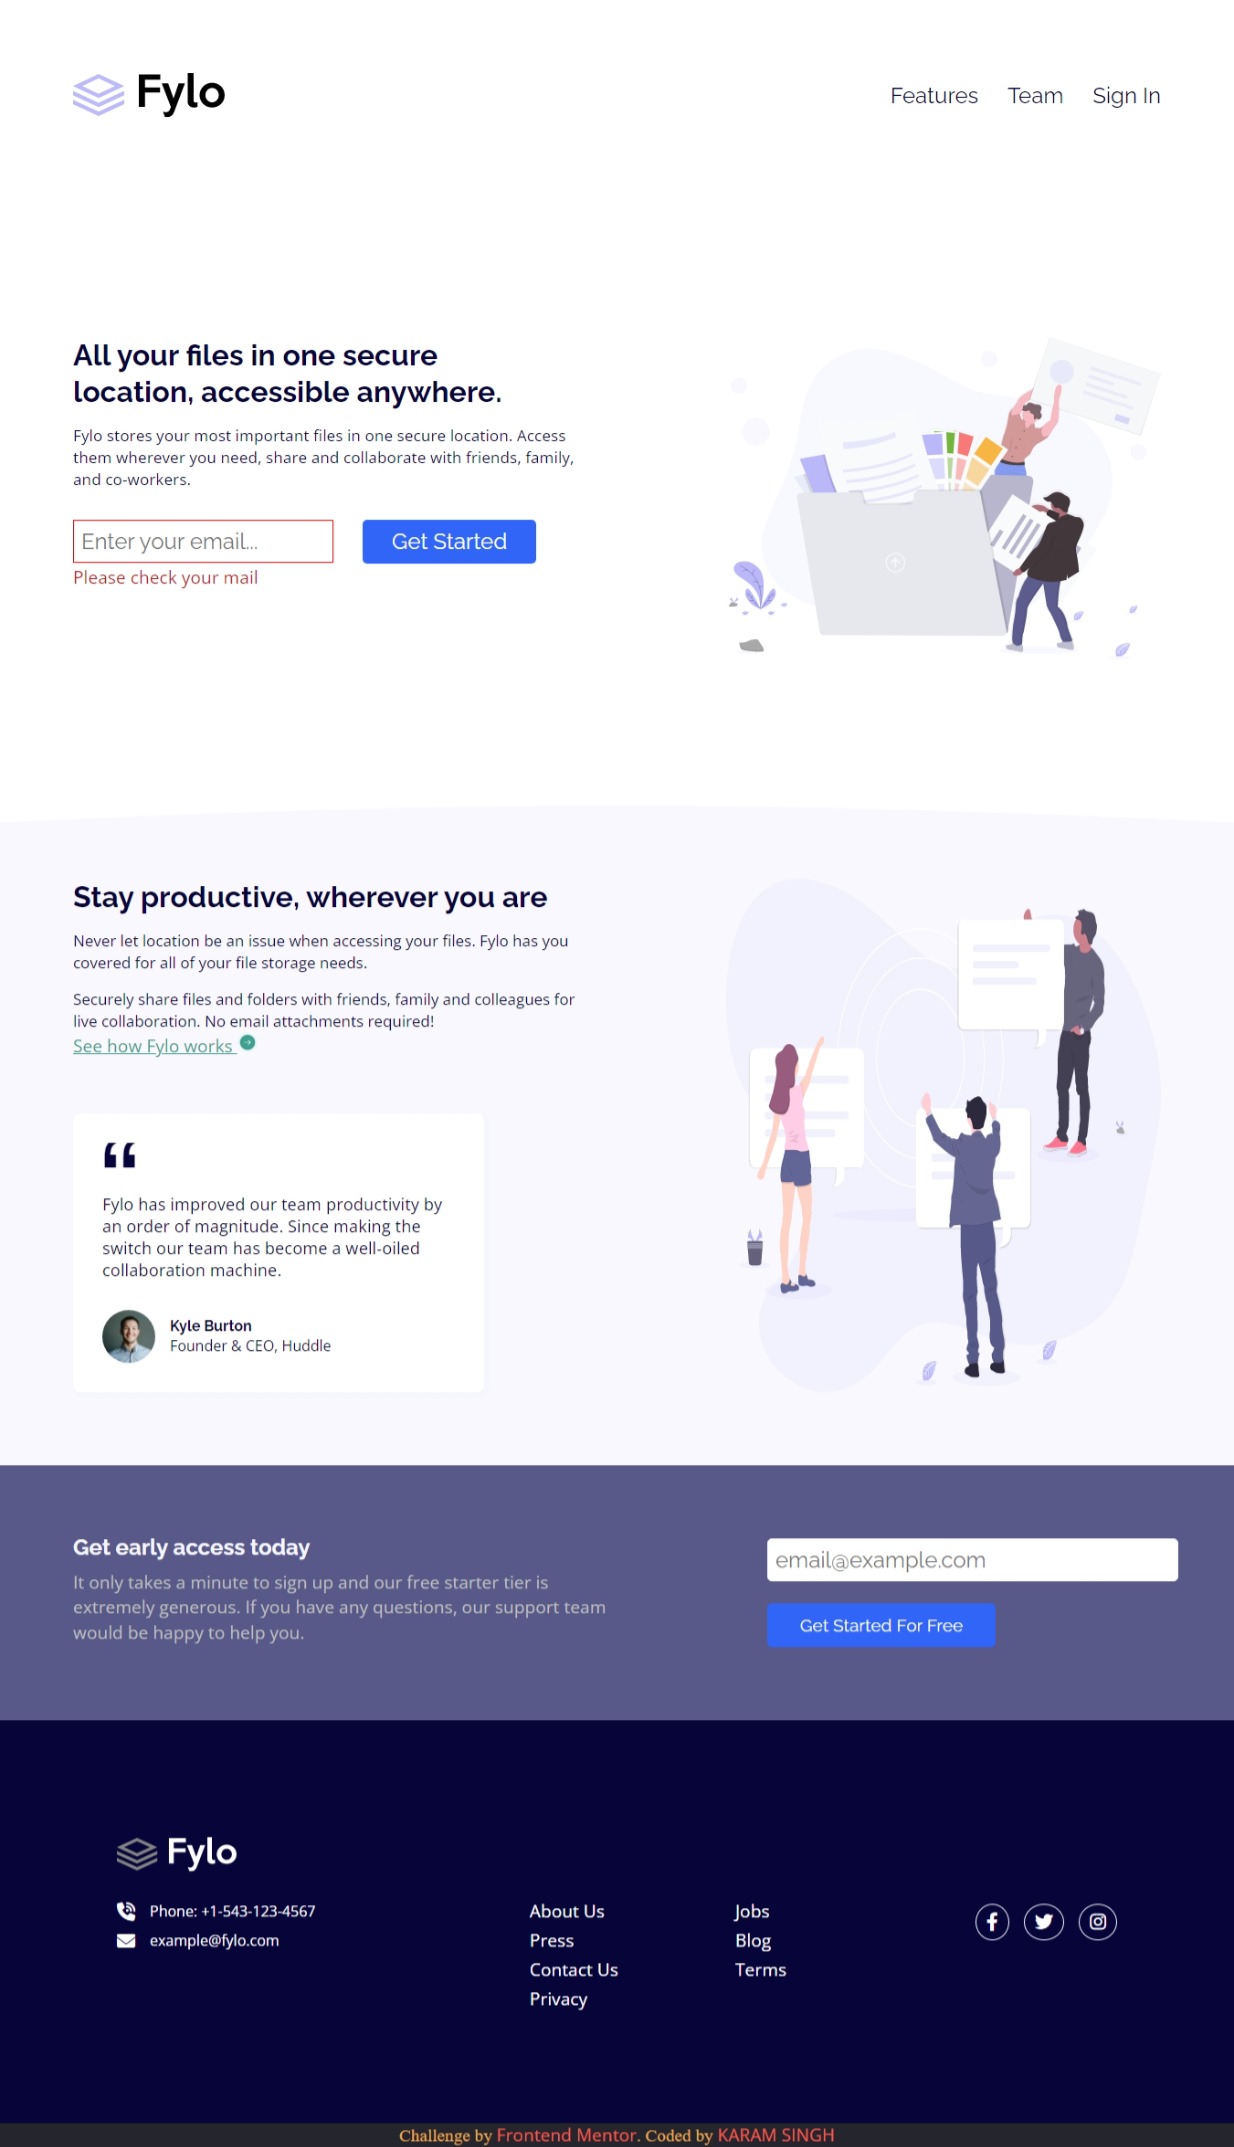 Fylo
Features Team Sign In
All your files in one secure
location, accessible anywhere.
Fylo stores your most important files in one secure location. Access
them wherever you need, share and collaborate with friends, family,
and co-workers.
Enter your email...
Get Started
Please check your mail
Stay productive, wherever you are
Never let location be an issue when accessing your files. Fylo has you
covered for all of your file storage needs.
Securely share files and folders with friends, family and colleagues for
live collaboration. No email attachments required!
See how Fylo works
“
Fylo has improved our team productivity by
an order of magnitude. Since making the
switch our team has become a well-oiled
collaboration machine.
Kyle Burton
Founder & CEO, Huddle
Get early access today
It only takes a minute to sign up and our free starter tier is
extremely generous. If you have any questions, our support team
would be happy to help you.
email@example.com
Get Started For Free
Fylo
Phone: +1-543-123-4567
example@fylo.com
About Us
Press
Contact Us
Privacy
Jobs
Blog
Terms
Challenge by Frontend Mentor. Coded by KARAM SINGH